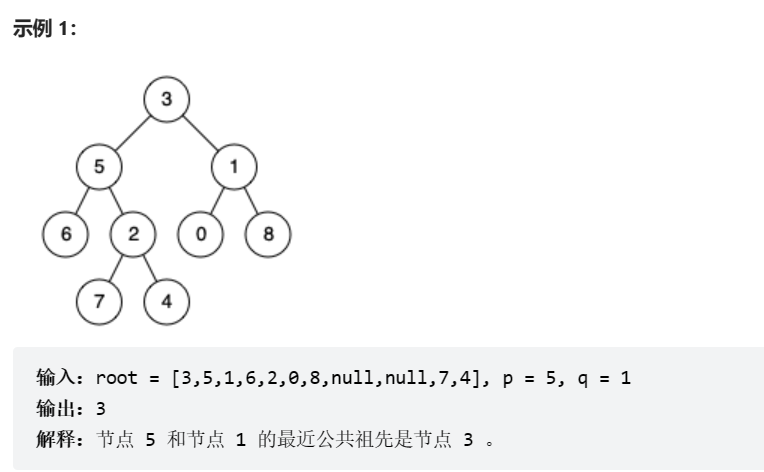 示例 1：
3
5 1
6 2 0 8
7 4
输入：root = [3,5,1,6,2,0,8,null,null,7,4], p = 5, q = 1
输出：3
解释：节点 5 和节点 1 的最近公共祖先是节点 3 。